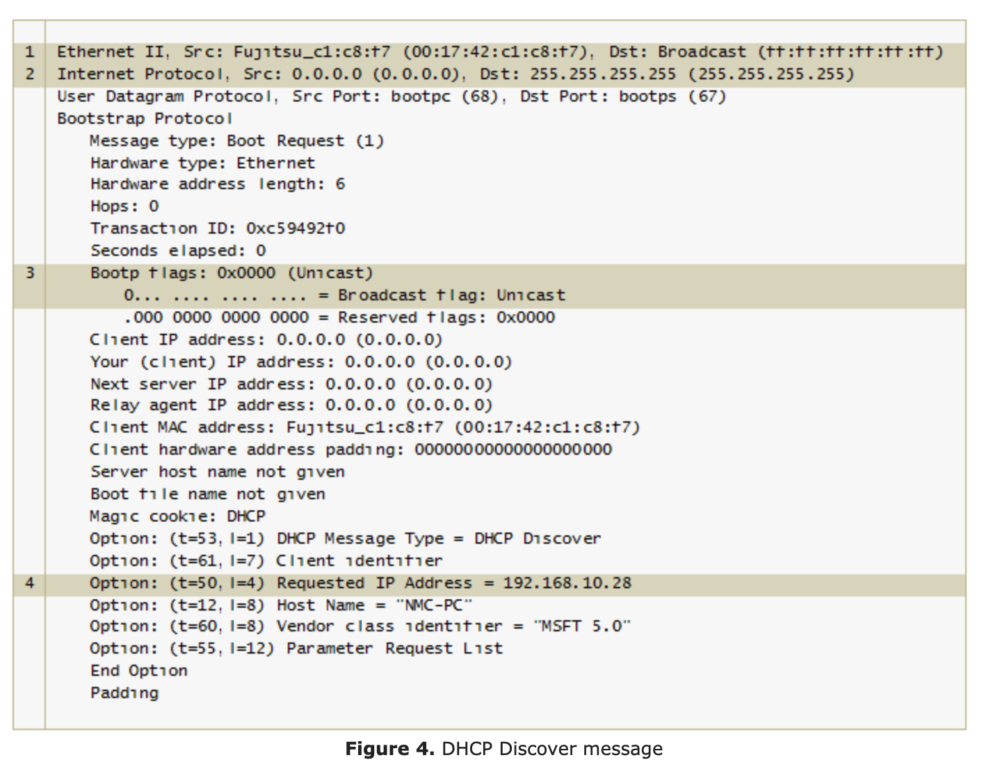 1 Ethernet II, Src: Fujitsu_c1:c8:f7 (00:17:42:c1:c8:f7), Dst: Broadcast (ff:ff:ff:ff:ff:ff)
2 Internet Protocol, Src: 0.0.0.0 (0.0.0.0), Dst: 255.255.255.255 (255.255.255.255)
User Datagram Protocol, Src Port: bootpc (68), Dst Port: bootps (67)
Bootstrap Protocol
Message type: Boot Request (1)
Hardware type: Ethernet
Hardware address length: 6
Hops: 0
Transaction ID: 0xc59492f0
Seconds elapsed: 0
3 Bootp flags: 0x0000 (Unicast)
0... .... .... .... = Broadcast flag: Unicast
.000 0000 0000 0000 = Reserved flags: 0x0000
Client IP address: 0.0.0.0 (0.0.0.0)
Your (client) IP address: 0.0.0.0 (0.0.0.0)
Next server IP address: 0.0.0.0 (0.0.0.0)
Relay agent IP address: 0.0.0.0 (0.0.0.0)
Client MAC address: Fujitsu_c1:c8:f7 (00:17:42:c1:c8:f7)
Client hardware address padding: 00000000000000000000
Server host name not given
Boot file name not given
Magic cookie: DHCP
Option: (t=53,l=1) DHCP Message Type = DHCP Discover
Option: (t=61,l=7) Client identifier
4 Option: (t=50,l=4) Requested IP Address = 192.168.10.28
Option: (t=12,l=8) Host Name = "NMC-PC"
Option: (t=60,l=8) Vendor class identifier = "MSFT 5.0"
Option: (t=55,l=12) Parameter Request List
End Option
Padding
Figure 4. DHCP Discover message